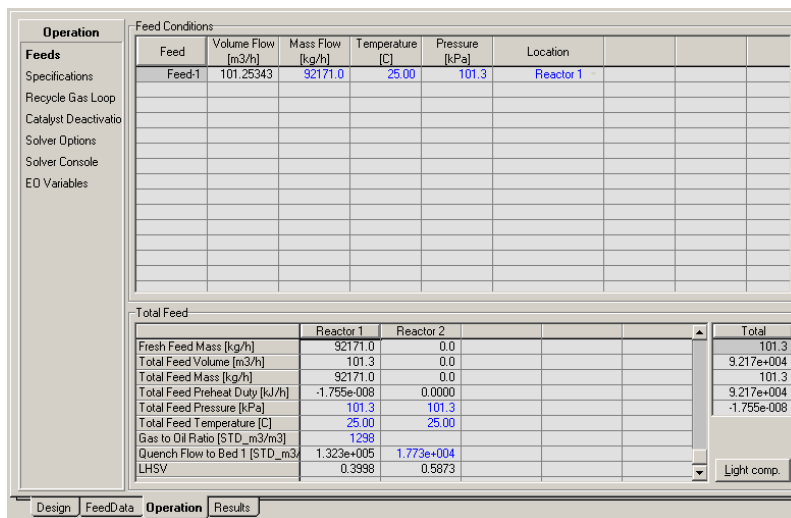 Operation
Feeds
Specifications
Recycle Gas Loop
Catalyst Deactivatio
Solver Options
Solver Console
EO Variables
Feed Conditions
Feed Volume Flow [m3/h] Mass Flow [kg/h] Temperature [C] Pressure [kPa] Location
Feed-1 101.25343 92171.0 25.00 101.3 Reactor 1
Total Feed
Reactor 1 Reactor 2 Total
Fresh Feed Mass [kg/h] 92171.0 0.0 101.3
Total Feed Volume [m3/h] 101.3 0.0 9.217e+004
Total Feed Mass [kg/h] 92171.0 0.0 101.3
Total Feed Preheat Duty [kJ/h] -1.755e-008 0.0000 9.217e+004
Total Feed Pressure [kPa] 101.3 101.3 -1.755e-008
Total Feed Temperature [C] 25.00 25.00
Gas to Oil Ratio [STD_m3/m3] 1298
Quench Flow to Bed 1 [STD_m3/ 1.323e+005 1.773e+004
LHSV 0.3998 0.5873
Light comp.
Design FeedData Operation Results